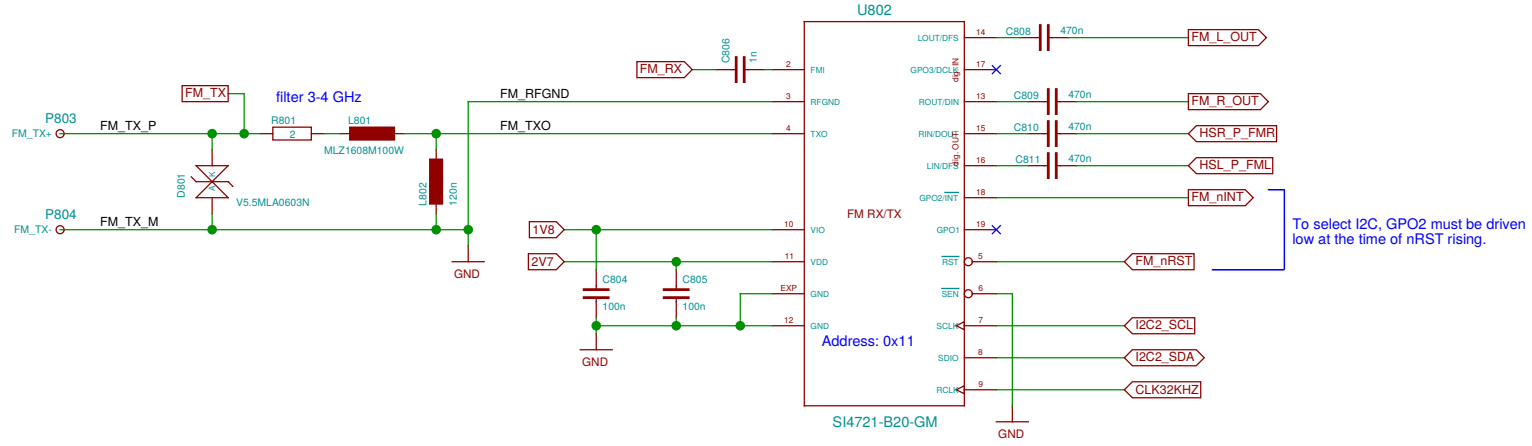 U802
LOUT/DFS 14 C808 470n FM_L_OUT
FM_RX C806 1n 2 FMI
GPO3/DCLK 17
dig. IN
FM_TX filter 3-4 GHz
FM_RFGND 3 RFGND
ROUT/DIN 13 C809 470n FM_R_OUT
P803 R801 L801
FM_TX+ FM_TX_P 2 FM_TXO 4 TXO
MLZ1608M100W
RIN/DOUT 15 C810 470n HSR_P_FMR
dig. OUT
LIN/DFS 16 C811 470n HSL_P_FML
D801 A K V5.5MLA0603N
L802 120n
GPO2/INT 18 FM_nINT
P804
FM_TX- FM_TX_M
FM RX/TX
To select I2C, GPO2 must be driven
low at the time of nRST rising.
1V8 10 VIO
GPO1 19
2V7 11 VDD
RST 5 FM_nRST
GND
C804 100n
C805 100n
EXP GND
SEN 6
12 GND
SCLK 7 I2C2_SCL
Address: 0x11
GND
SDIO 8 I2C2_SDA
RCLK 9 CLK32KHZ
SI4721-B20-GM
GND